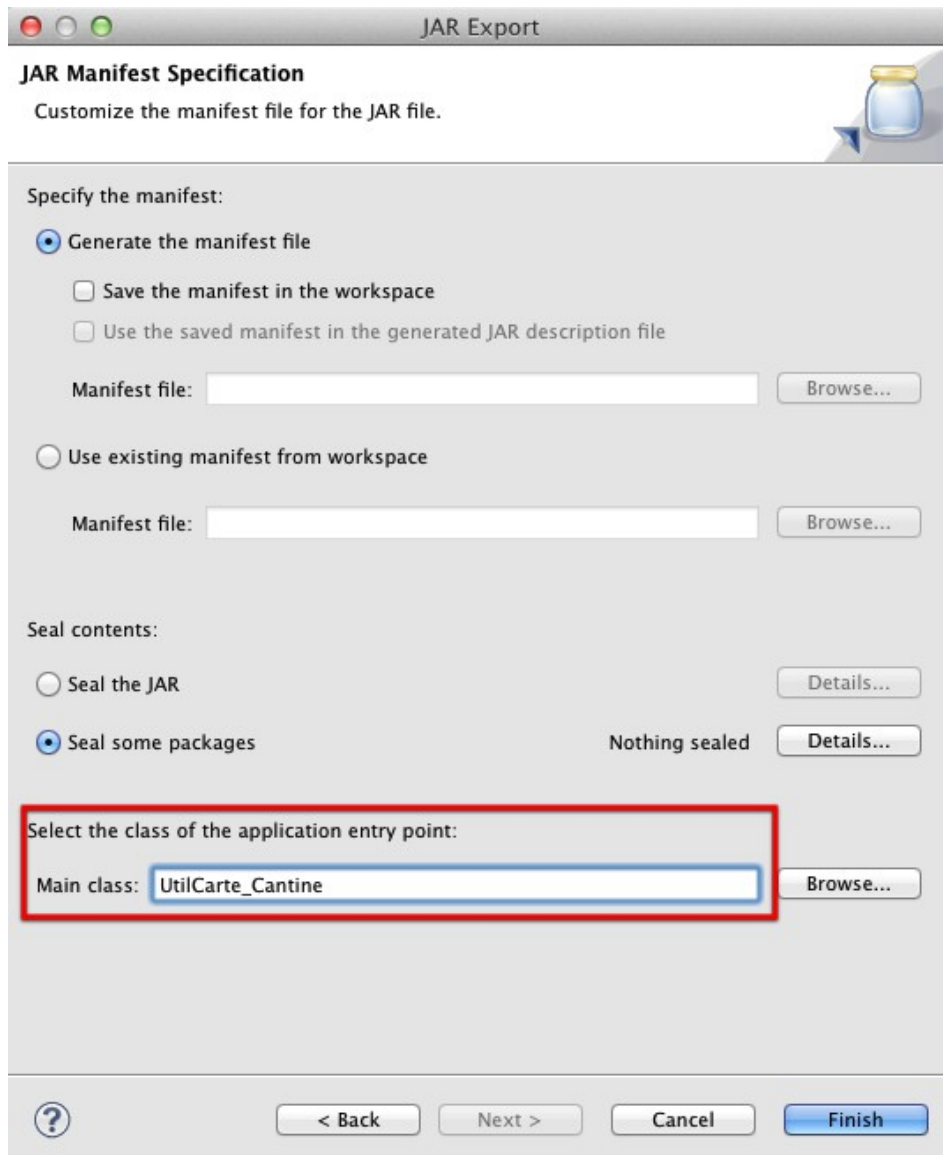 JAR Export
JAR Manifest Specification
Customize the manifest file for the JAR file.
Specify the manifest:
Generate the manifest file
Save the manifest in the workspace
Use the saved manifest in the generated JAR description file
Manifest file: Browse...
Use existing manifest from workspace
Manifest file: Browse...
Seal contents:
Seal the JAR Details...
Seal some packages Nothing sealed Details...
Select the class of the application entry point:
Main class: UtilCarte_Cantine Browse...
? < Back Next > Cancel Finish